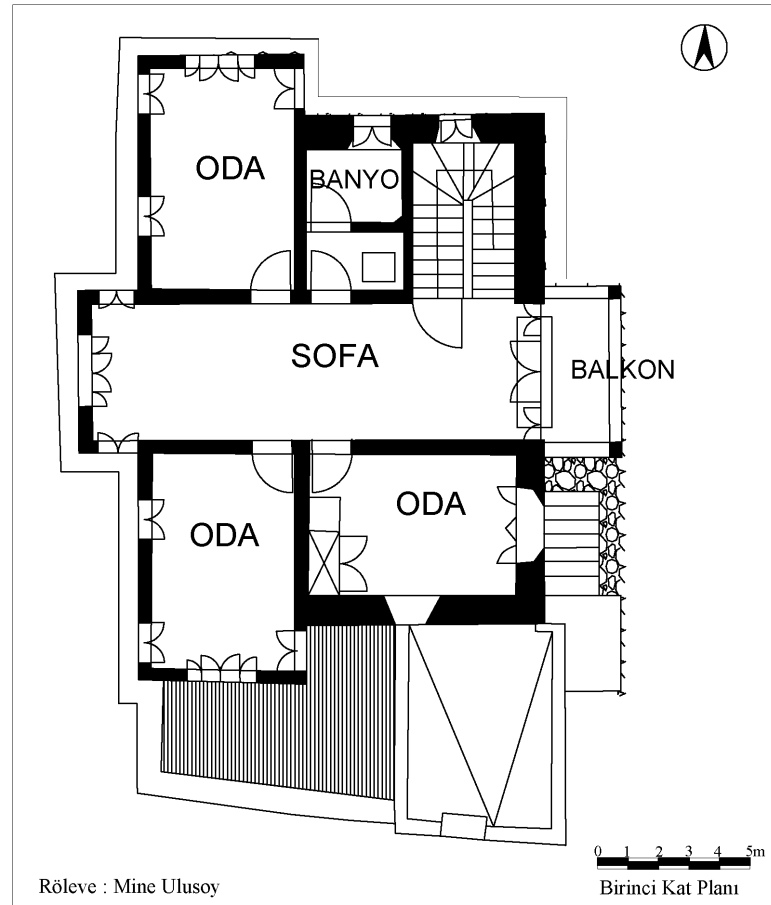 ODA
BANYO
SOFA
BALKON
ODA
ODA
0 1 2 3 4 5m
Röleve : Mine Ulusoy
Birinci Kat Planı